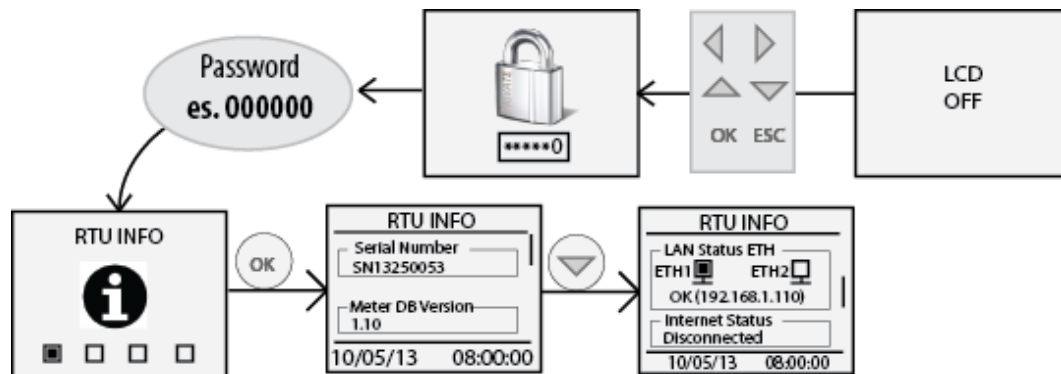 Password
es. 000000
*****0
OK ESC
LCD
OFF
RTU INFO
OK
RTU INFO
Serial Number
SN13250053
Meter DB Version
1.10
10/05/13 08:00:00
RTU INFO
LAN Status ETH
ETH1 ETH2
OK (192.168.1.110)
Internet Status
Disconnected
10/05/13 08:00:00